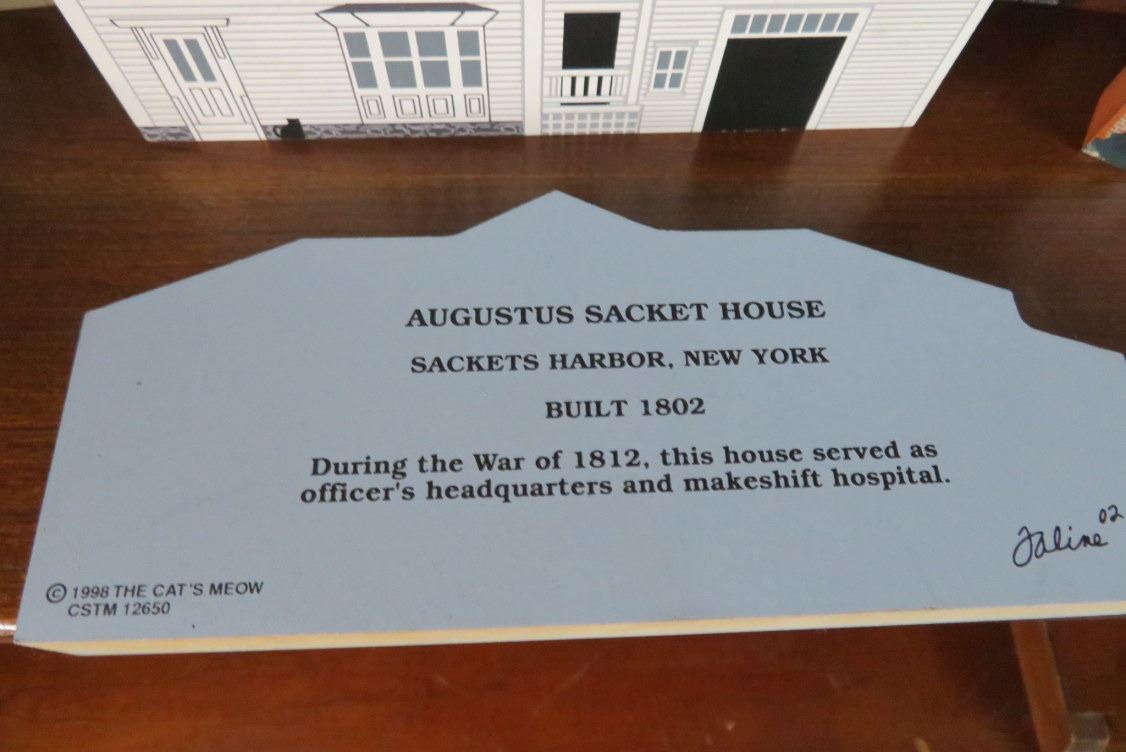 AUGUSTUS SACKET HOUSE
SACKETS HARBOR, NEW YORK
BUILT 1802
During the War of 1812, this house served as
officer's headquarters and makeshift hospital.
Faline 02
© 1998 THE CAT'S MEOW
CSTM 12650